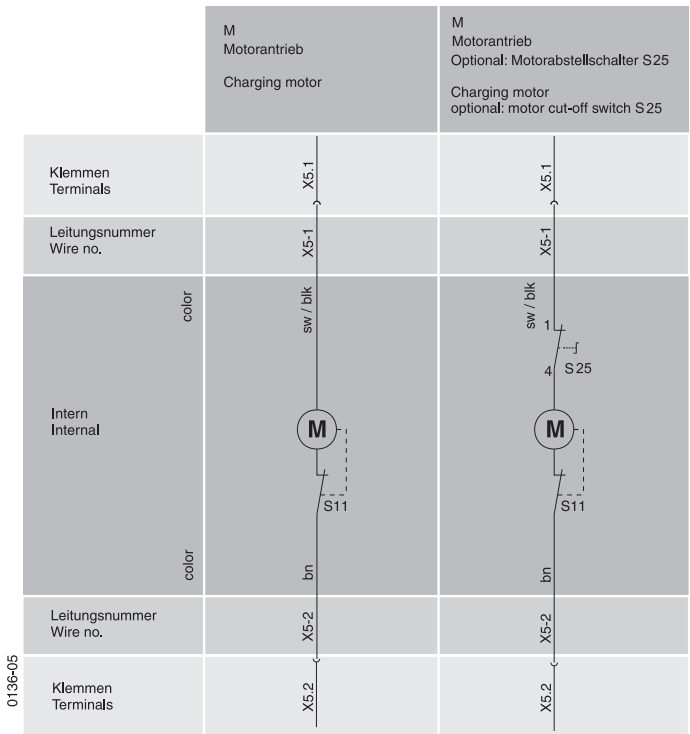 M
Motorantrieb
Charging motor
M
Motorantrieb
Optional: Motorabstellschalter S25
Charging motor
optional: motor cut-off switch S25
Klemmen
Terminals
X5.1
X5.1
Leitungsnummer
Wire no.
X5-1
X5-1
color
sw / blk
sw / blk
1
4
S25
Intern
Internal
M
M
S11
S11
color
bn
bn
Leitungsnummer
Wire no.
X5-2
X5-2
Klemmen
Terminals
X5.2
X5.2
0136-05